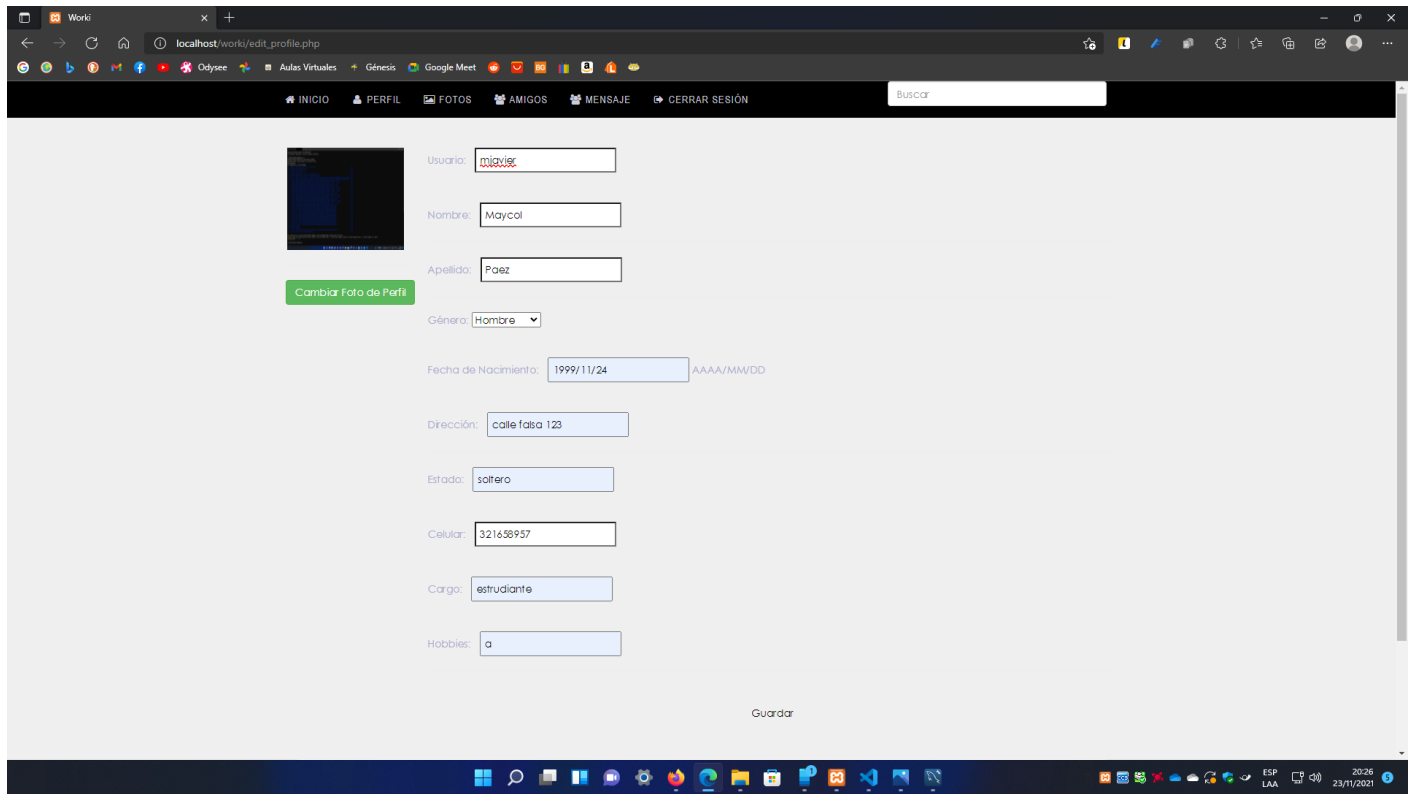 Worki
localhost/worki/edit_profile.php
Odysee Aulas Virtuales Génesis Google Meet
INICIO PERFIL FOTOS AMIGOS MENSAJE CERRAR SESIÓN Buscar
Usuario: mjavier
Nombre: Maycol
Apellido: Paez
Cambiar Foto de Perfil
Género: Hombre
Fecha de Nacimiento: 1999/11/24 AAAA/MM/DD
Dirección: calle falsa 123
Estado: soltero
Celular: 321658957
Cargo: estrudiante
Hobbies: a
Guardar
ESP
LAA
20:26
23/11/2021
5